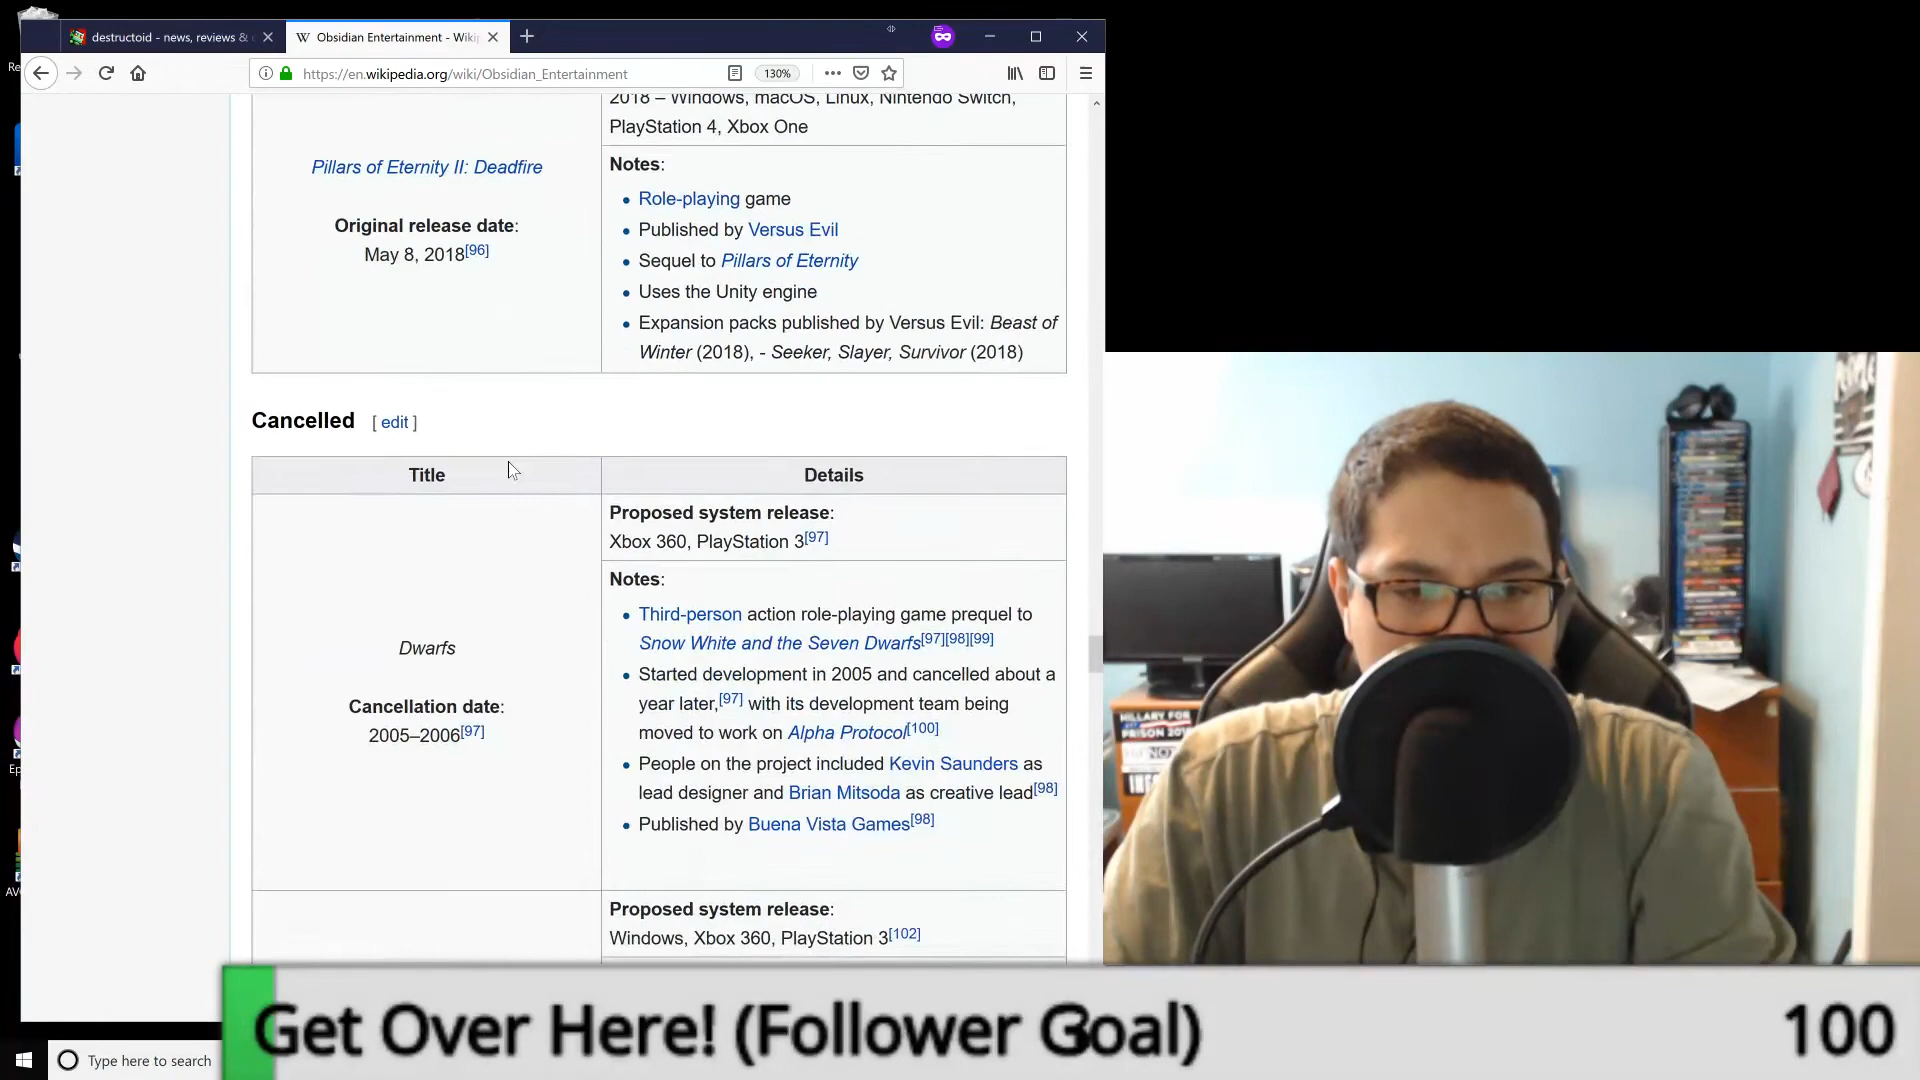 destructoid - news, reviews &
Obsidian Entertainment - Wiki
https://en.wikipedia.org/wiki/Obsidian_Entertainment
130%
2018 – Windows, macOS, Linux, Nintendo Switch,
PlayStation 4, Xbox One
Pillars of Eternity II: Deadfire
Original release date:
May 8, 2018[96]
Notes:
Role-playing game
Published by Versus Evil
Sequel to Pillars of Eternity
Uses the Unity engine
Expansion packs published by Versus Evil: Beast of
Winter (2018), - Seeker, Slayer, Survivor (2018)
Cancelled [ edit ]
Title
Details
Dwarfs
Cancellation date:
2005–2006[97]
Proposed system release:
Xbox 360, PlayStation 3[97]
Notes:
Third-person action role-playing game prequel to
Snow White and the Seven Dwarfs[97][98][99]
Started development in 2005 and cancelled about a
year later,[97] with its development team being
moved to work on Alpha Protocol[100]
People on the project included Kevin Saunders as
lead designer and Brian Mitsoda as creative lead[98]
Published by Buena Vista Games[98]
Proposed system release:
Windows, Xbox 360, PlayStation 3[102]
PEOPLE
HILLARY FOR
PRISON
Get Over Here! (Follower Goal)
3
100
Type here to search